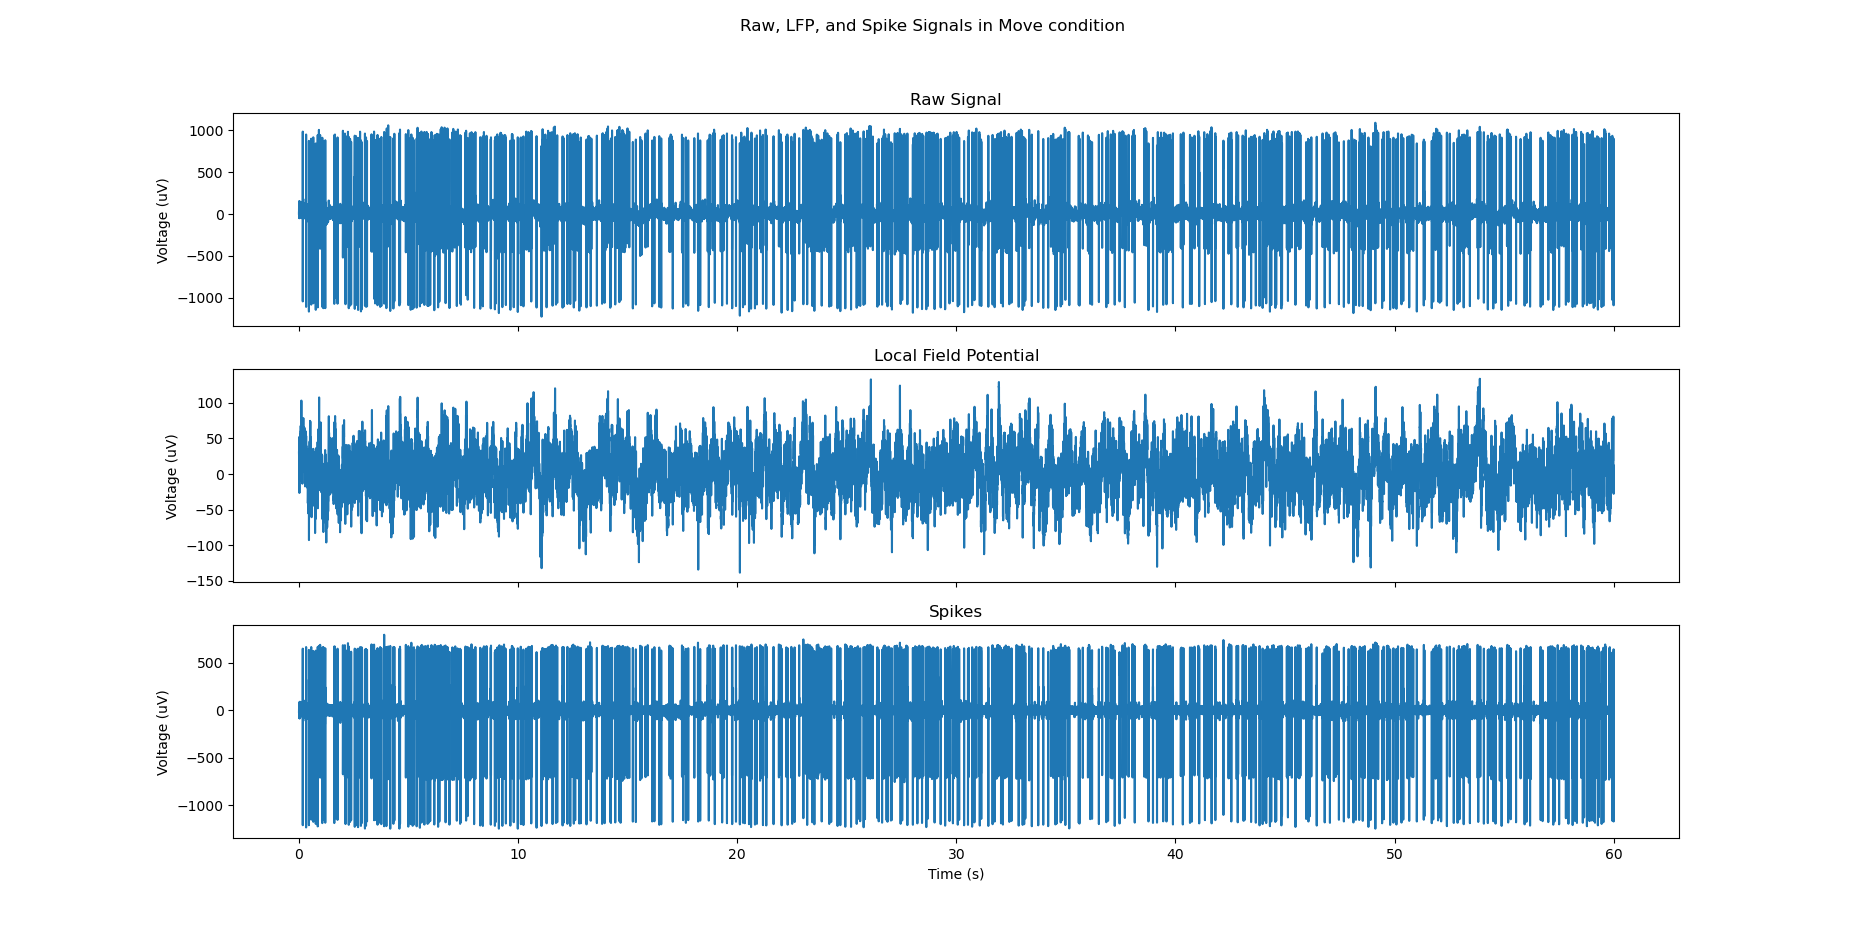 Raw, LFP, and Spike Signals in Move condition
Raw Signal
Voltage (uV)
1000
500
0
−500
−1000
Local Field Potential
Voltage (uV)
100
50
0
−50
−100
−150
Spikes
Voltage (uV)
500
0
−500
−1000
0 10 20 30 40 50 60
Time (s)